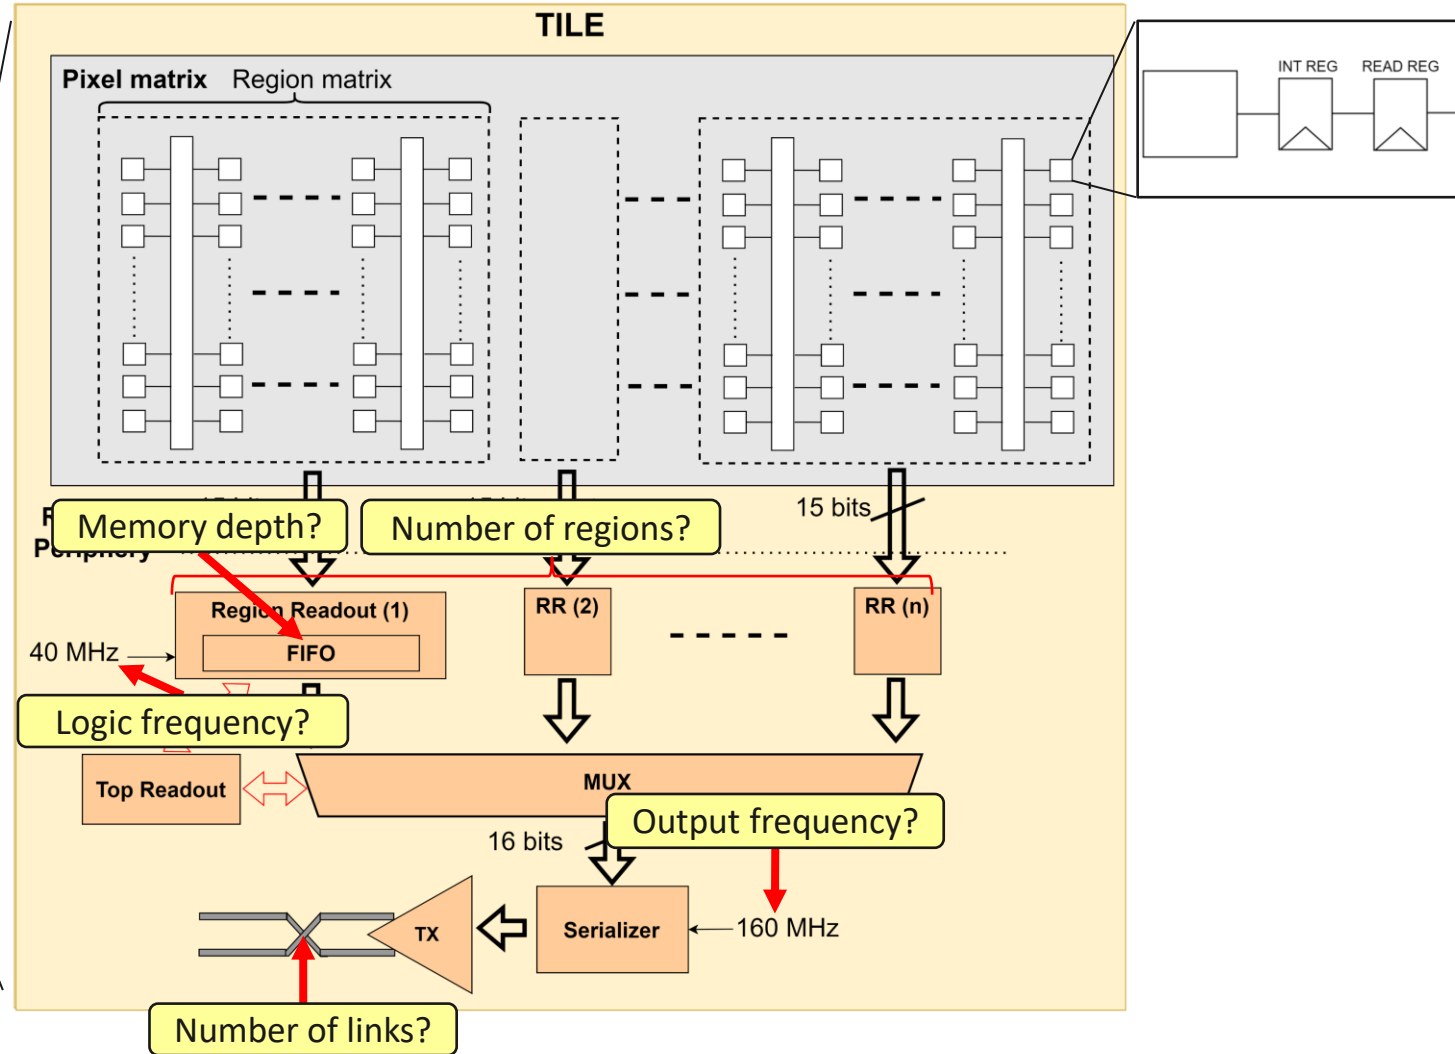 TILE
Pixel matrix
Region matrix
INT REG
READ REG
15 bits
Memory depth?
Number of regions?
Periphery
Region Readout (1)
FIFO
RR (2)
RR (n)
40 MHz
Logic frequency?
Top Readout
MUX
Output frequency?
16 bits
TX
Serializer
160 MHz
Number of links?